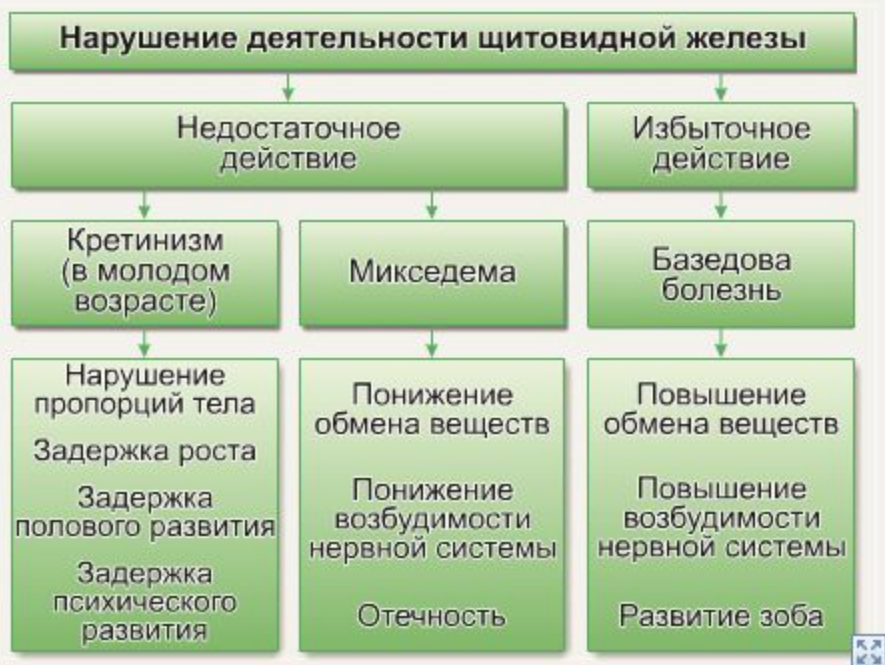 Нарушение деятельности щитовидной железы
Недостаточное
действие
Избыточное
действие
Кретинизм
(в молодом
возрасте)
Микседема
Базедова
болезнь
Нарушение
пропорций тела
Задержка роста
Задержка
полового развития
Задержка
психического
развития
Понижение
обмена веществ
Понижение
возбудимости
нервной системы
Отечность
Повышение
обмена веществ
Повышение
возбудимости
нервной системы
Развитие зоба